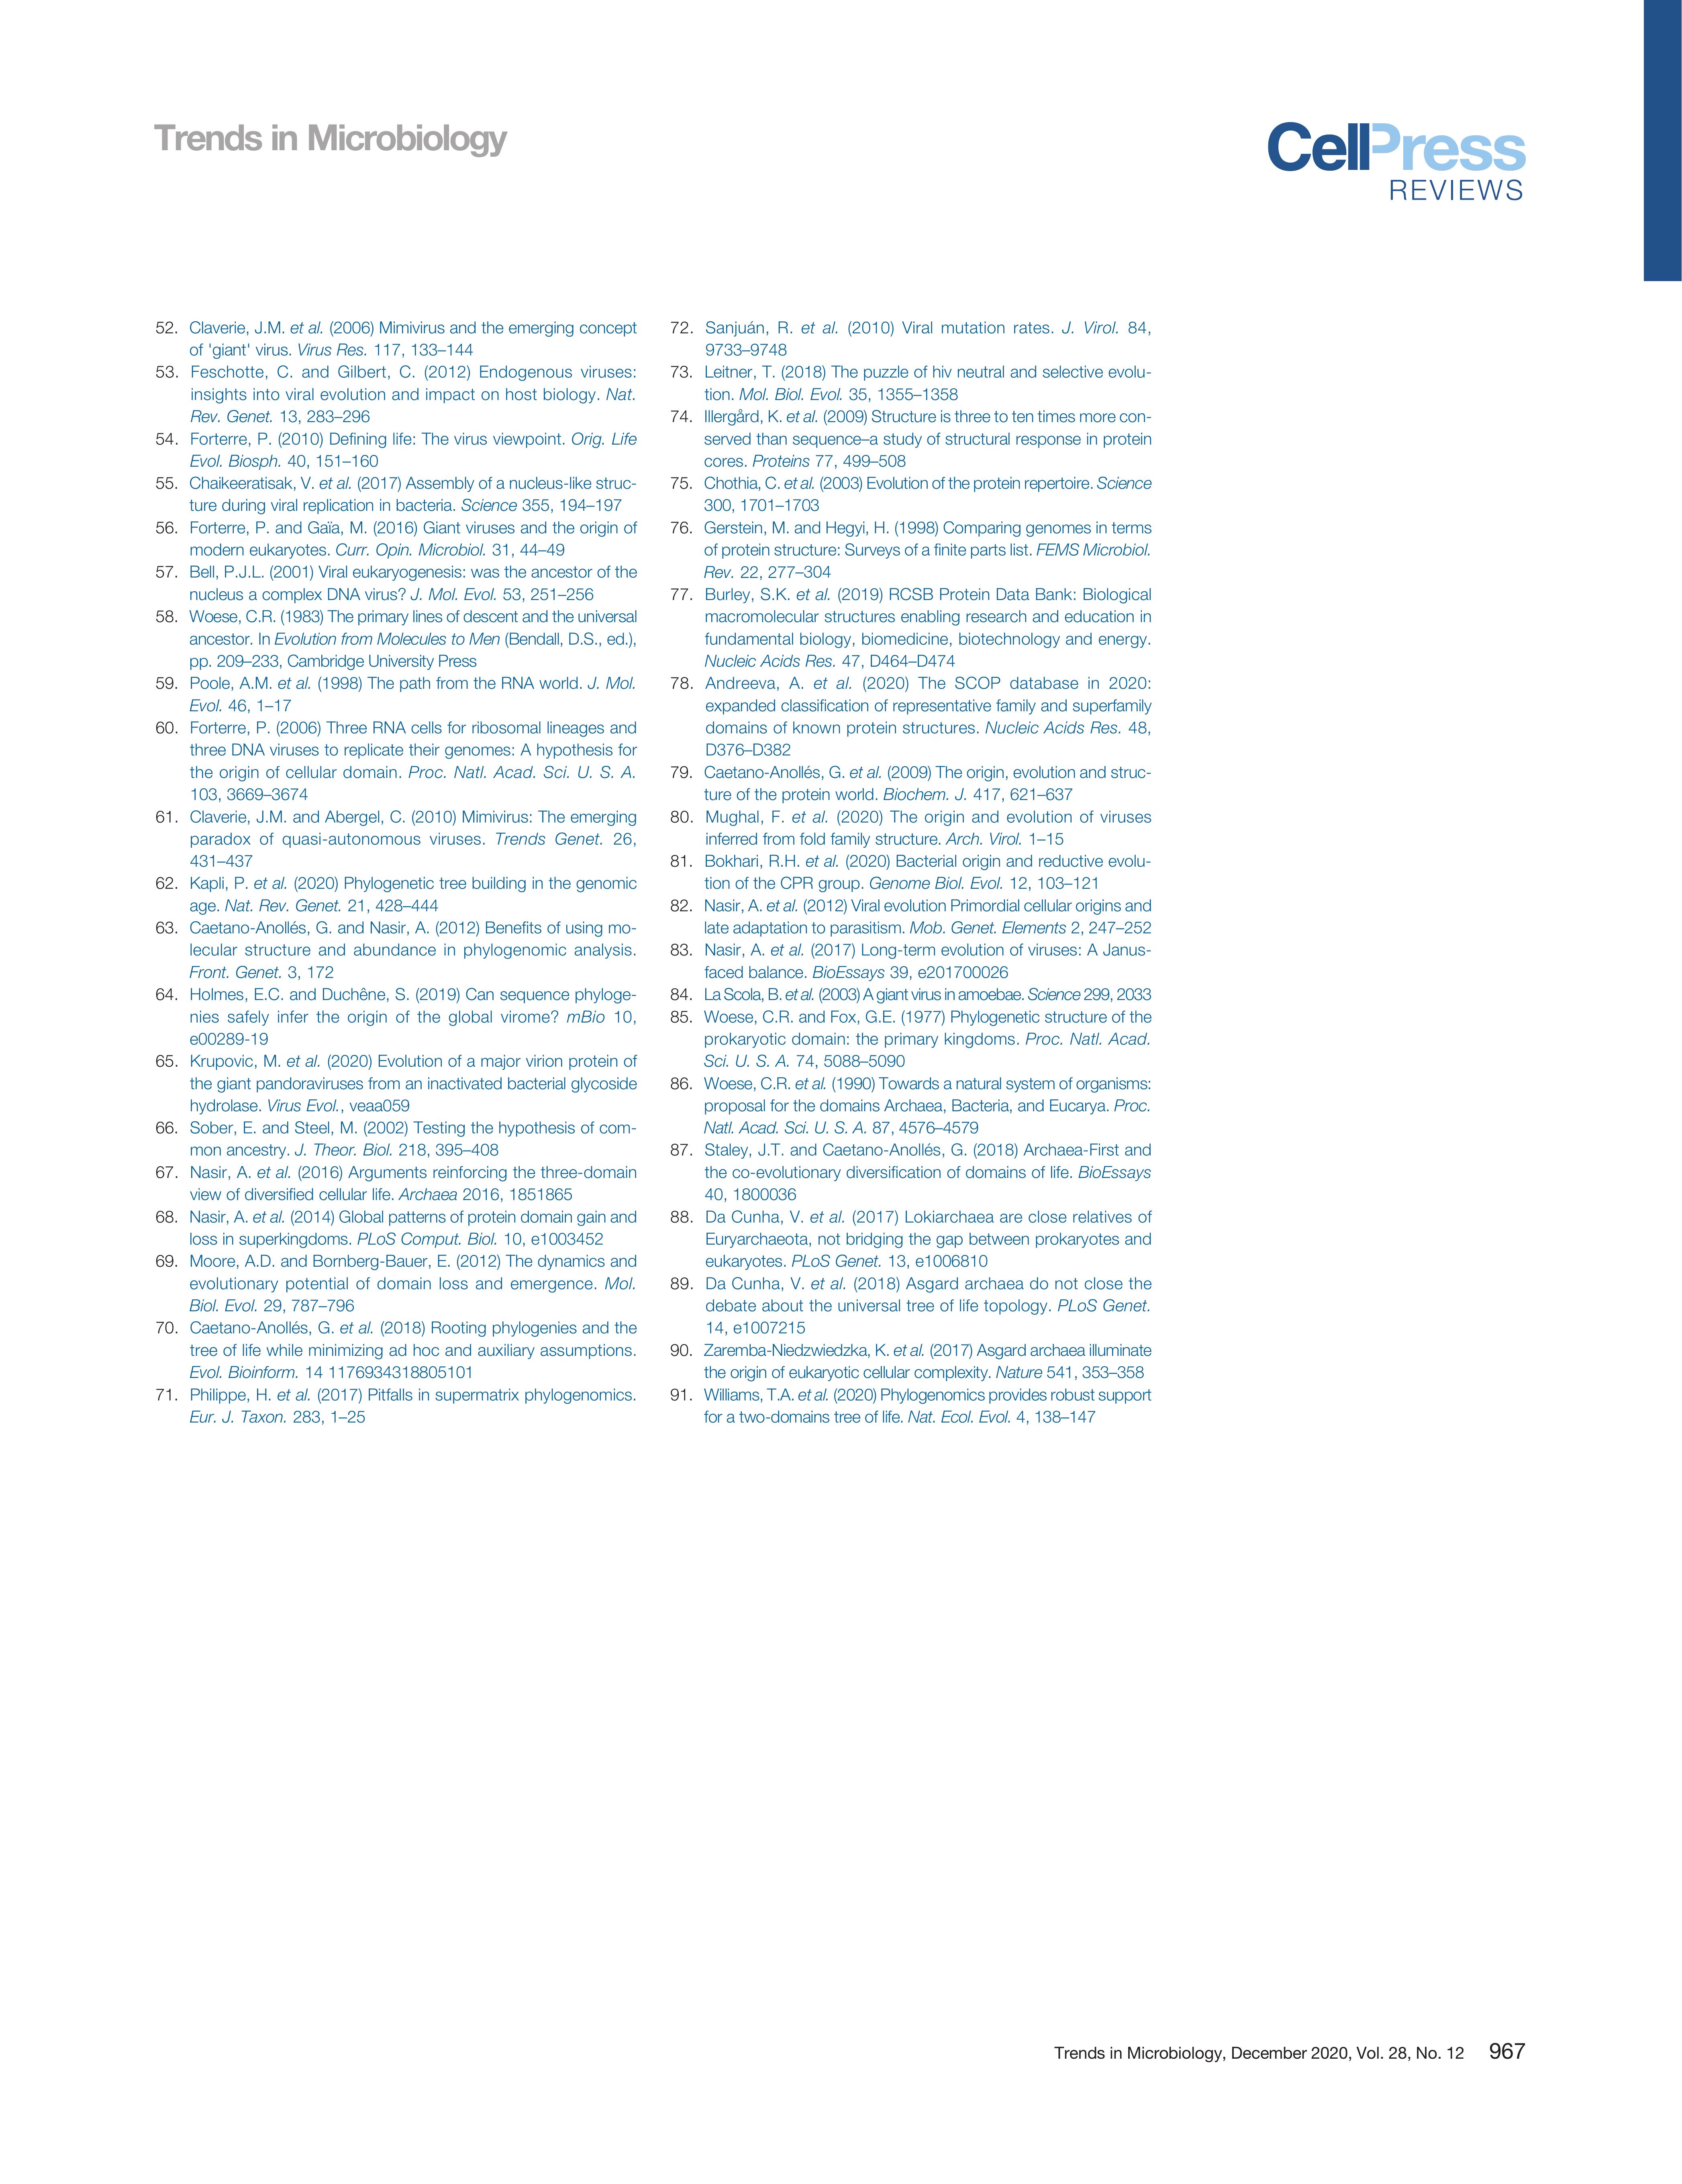 Trends in Microbiology
CellPress
REVIEWS
52. Claverie, J.M. et al. (2006) Mimivirus and the emerging concept
of 'giant' virus. Virus Res. 117, 133–144
53. Feschotte, C. and Gilbert, C. (2012) Endogenous viruses:
insights into viral evolution and impact on host biology. Nat.
Rev. Genet. 13, 283–296
54. Forterre, P. (2010) Defining life: The virus viewpoint. Orig. Life
Evol. Biosph. 40, 151–160
55. Chaikeeratisak, V. et al. (2017) Assembly of a nucleus-like struc-
ture during viral replication in bacteria. Science 355, 194–197
56. Forterre, P. and Gaïa, M. (2016) Giant viruses and the origin of
modern eukaryotes. Curr. Opin. Microbiol. 31, 44–49
57. Bell, P.J.L. (2001) Viral eukaryogenesis: was the ancestor of the
nucleus a complex DNA virus? J. Mol. Evol. 53, 251–256
58. Woese, C.R. (1983) The primary lines of descent and the universal
ancestor. In Evolution from Molecules to Men (Bendall, D.S., ed.),
pp. 209–233, Cambridge University Press
59. Poole, A.M. et al. (1998) The path from the RNA world. J. Mol.
Evol. 46, 1–17
60. Forterre, P. (2006) Three RNA cells for ribosomal lineages and
three DNA viruses to replicate their genomes: A hypothesis for
the origin of cellular domain. Proc. Natl. Acad. Sci. U. S. A.
103, 3669–3674
61. Claverie, J.M. and Abergel, C. (2010) Mimivirus: The emerging
paradox of quasi-autonomous viruses. Trends Genet. 26,
431–437
62. Kapli, P. et al. (2020) Phylogenetic tree building in the genomic
age. Nat. Rev. Genet. 21, 428–444
63. Caetano-Anollés, G. and Nasir, A. (2012) Benefits of using mo-
lecular structure and abundance in phylogenomic analysis.
Front. Genet. 3, 172
64. Holmes, E.C. and Duchêne, S. (2019) Can sequence phyloge-
nies safely infer the origin of the global virome? mBio 10,
e00289-19
65. Krupovic, M. et al. (2020) Evolution of a major virion protein of
the giant pandoraviruses from an inactivated bacterial glycoside
hydrolase. Virus Evol., veaa059
66. Sober, E. and Steel, M. (2002) Testing the hypothesis of com-
mon ancestry. J. Theor. Biol. 218, 395–408
67. Nasir, A. et al. (2016) Arguments reinforcing the three-domain
view of diversified cellular life. Archaea 2016, 1851865
68. Nasir, A. et al. (2014) Global patterns of protein domain gain and
loss in superkingdoms. PLoS Comput. Biol. 10, e1003452
69. Moore, A.D. and Bornberg-Bauer, E. (2012) The dynamics and
evolutionary potential of domain loss and emergence. Mol.
Biol. Evol. 29, 787–796
70. Caetano-Anollés, G. et al. (2018) Rooting phylogenies and the
tree of life while minimizing ad hoc and auxiliary assumptions.
Evol. Bioinform. 14 1176934318805101
71. Philippe, H. et al. (2017) Pitfalls in supermatrix phylogenomics.
Eur. J. Taxon. 283, 1–25
72. Sanjuán, R. et al. (2010) Viral mutation rates. J. Virol. 84,
9733–9748
73. Leitner, T. (2018) The puzzle of hiv neutral and selective evolu-
tion. Mol. Biol. Evol. 35, 1355–1358
74. Illergård, K. et al. (2009) Structure is three to ten times more con-
served than sequence–a study of structural response in protein
cores. Proteins 77, 499–508
75. Chothia, C. et al. (2003) Evolution of the protein repertoire. Science
300, 1701–1703
76. Gerstein, M. and Hegyi, H. (1998) Comparing genomes in terms
of protein structure: Surveys of a finite parts list. FEMS Microbiol.
Rev. 22, 277–304
77. Burley, S.K. et al. (2019) RCSB Protein Data Bank: Biological
macromolecular structures enabling research and education in
fundamental biology, biomedicine, biotechnology and energy.
Nucleic Acids Res. 47, D464–D474
78. Andreeva, A. et al. (2020) The SCOP database in 2020:
expanded classification of representative family and superfamily
domains of known protein structures. Nucleic Acids Res. 48,
D376–D382
79. Caetano-Anollés, G. et al. (2009) The origin, evolution and struc-
ture of the protein world. Biochem. J. 417, 621–637
80. Mughal, F. et al. (2020) The origin and evolution of viruses
inferred from fold family structure. Arch. Virol. 1–15
81. Bokhari, R.H. et al. (2020) Bacterial origin and reductive evolu-
tion of the CPR group. Genome Biol. Evol. 12, 103–121
82. Nasir, A. et al. (2012) Viral evolution Primordial cellular origins and
late adaptation to parasitism. Mob. Genet. Elements 2, 247–252
83. Nasir, A. et al. (2017) Long-term evolution of viruses: A Janus-
faced balance. BioEssays 39, e201700026
84. La Scola, B. et al. (2003) A giant virus in amoebae. Science 299, 2033
85. Woese, C.R. and Fox, G.E. (1977) Phylogenetic structure of the
prokaryotic domain: the primary kingdoms. Proc. Natl. Acad.
Sci. U. S. A. 74, 5088–5090
86. Woese, C.R. et al. (1990) Towards a natural system of organisms:
proposal for the domains Archaea, Bacteria, and Eucarya. Proc.
Natl. Acad. Sci. U. S. A. 87, 4576–4579
87. Staley, J.T. and Caetano-Anollés, G. (2018) Archaea-First and
the co-evolutionary diversification of domains of life. BioEssays
40, 1800036
88. Da Cunha, V. et al. (2017) Lokiarchaea are close relatives of
Euryarchaeota, not bridging the gap between prokaryotes and
eukaryotes. PLoS Genet. 13, e1006810
89. Da Cunha, V. et al. (2018) Asgard archaea do not close the
debate about the universal tree of life topology. PLoS Genet.
14, e1007215
90. Zaremba-Niedzwiedzka, K. et al. (2017) Asgard archaea illuminate
the origin of eukaryotic cellular complexity. Nature 541, 353–358
91. Williams, T.A. et al. (2020) Phylogenomics provides robust support
for a two-domains tree of life. Nat. Ecol. Evol. 4, 138–147
Trends in Microbiology, December 2020, Vol. 28, No. 12 967